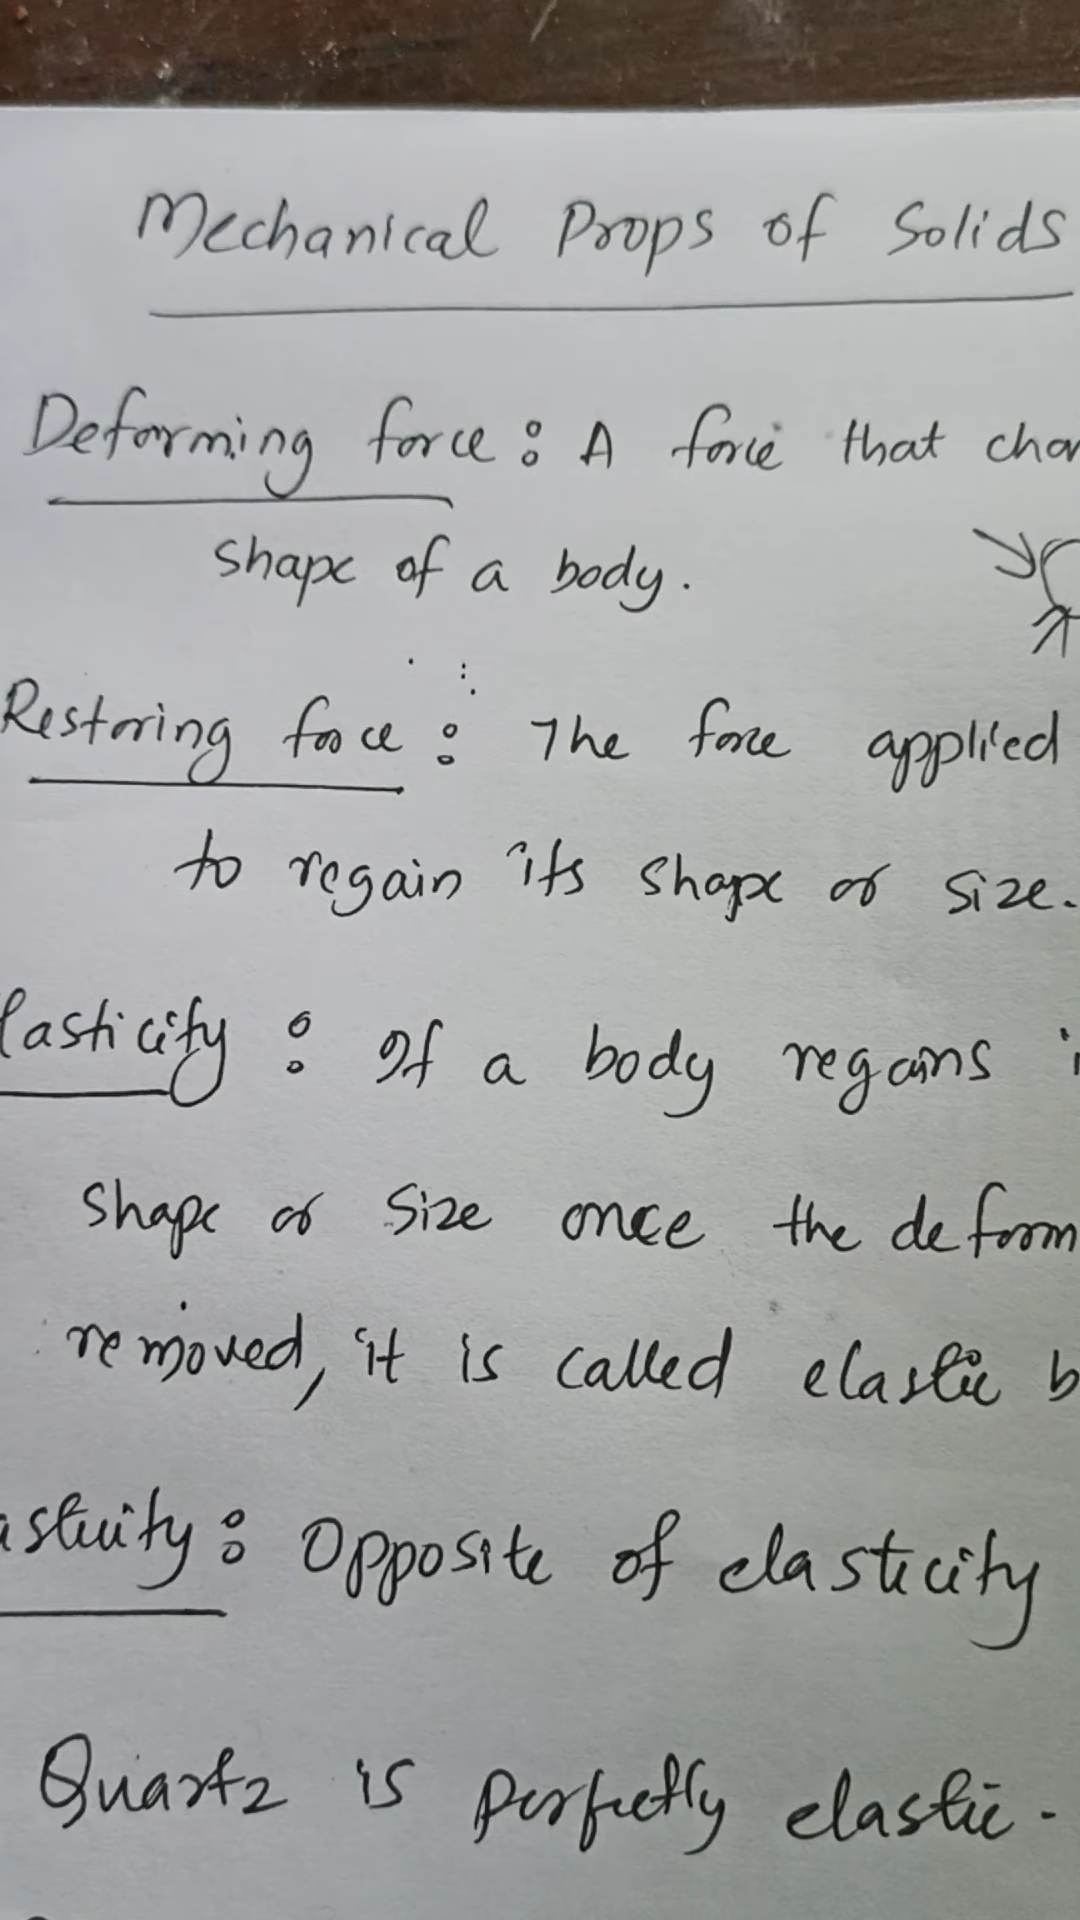 Mechanical Props of Solids
Deforming force : A force that
shape of a body.
Restoring force : The force applied
to regain its shape or size.
lasticity : If a body regains
shape or size once the deform
removed, it is called elastic b
asticity : Opposite of elasticity
Quartz is perfectly elastic.